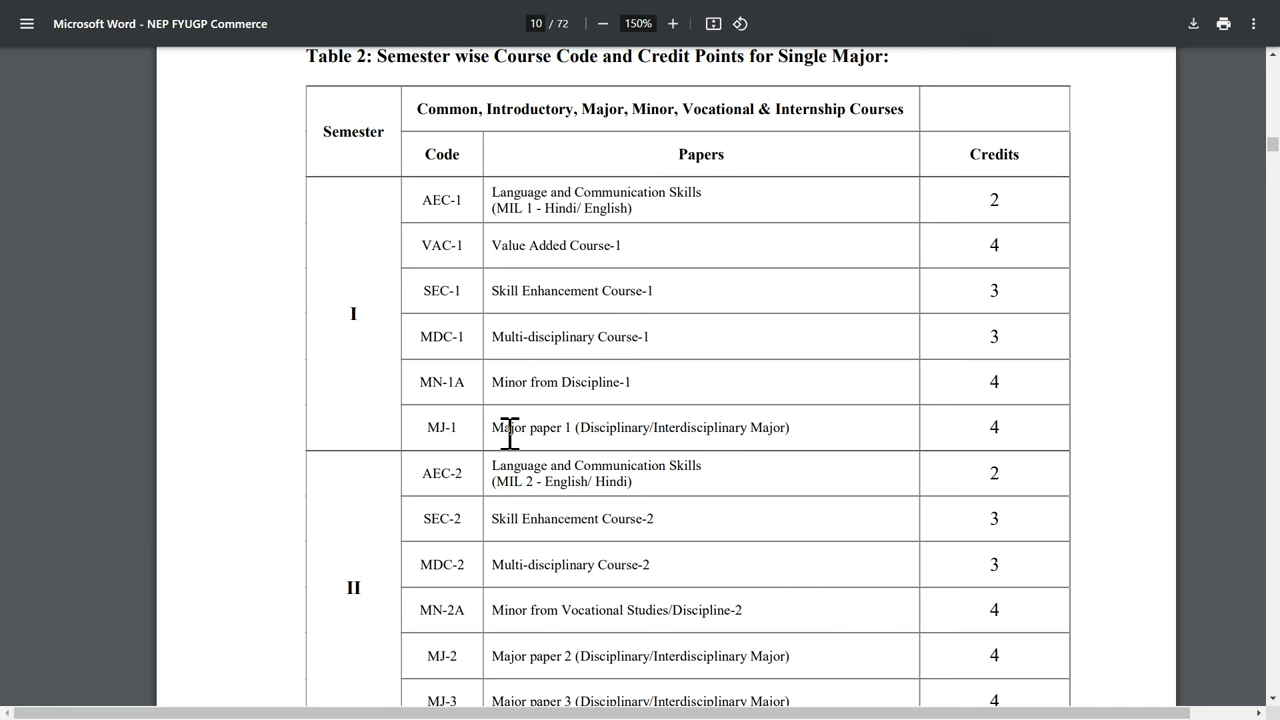 Microsoft Word - NEP FYUGP Commerce
10 / 72
150%
Table 2: Semester wise Course Code and Credit Points for Single Major:
Semester
Common, Introductory, Major, Minor, Vocational & Internship Courses
Code Papers Credits
I
AEC-1 Language and Communication Skills
(MIL 1 - Hindi/ English) 2
VAC-1 Value Added Course-1 4
SEC-1 Skill Enhancement Course-1 3
MDC-1 Multi-disciplinary Course-1 3
MN-1A Minor from Discipline-1 4
MJ-1 Major paper 1 (Disciplinary/Interdisciplinary Major) 4
II
AEC-2 Language and Communication Skills
(MIL 2 - English/ Hindi) 2
SEC-2 Skill Enhancement Course-2 3
MDC-2 Multi-disciplinary Course-2 3
MN-2A Minor from Vocational Studies/Discipline-2 4
MJ-2 Major paper 2 (Disciplinary/Interdisciplinary Major) 4
MJ-3 Major paper 3 (Disciplinary/Interdisciplinary Major) 4